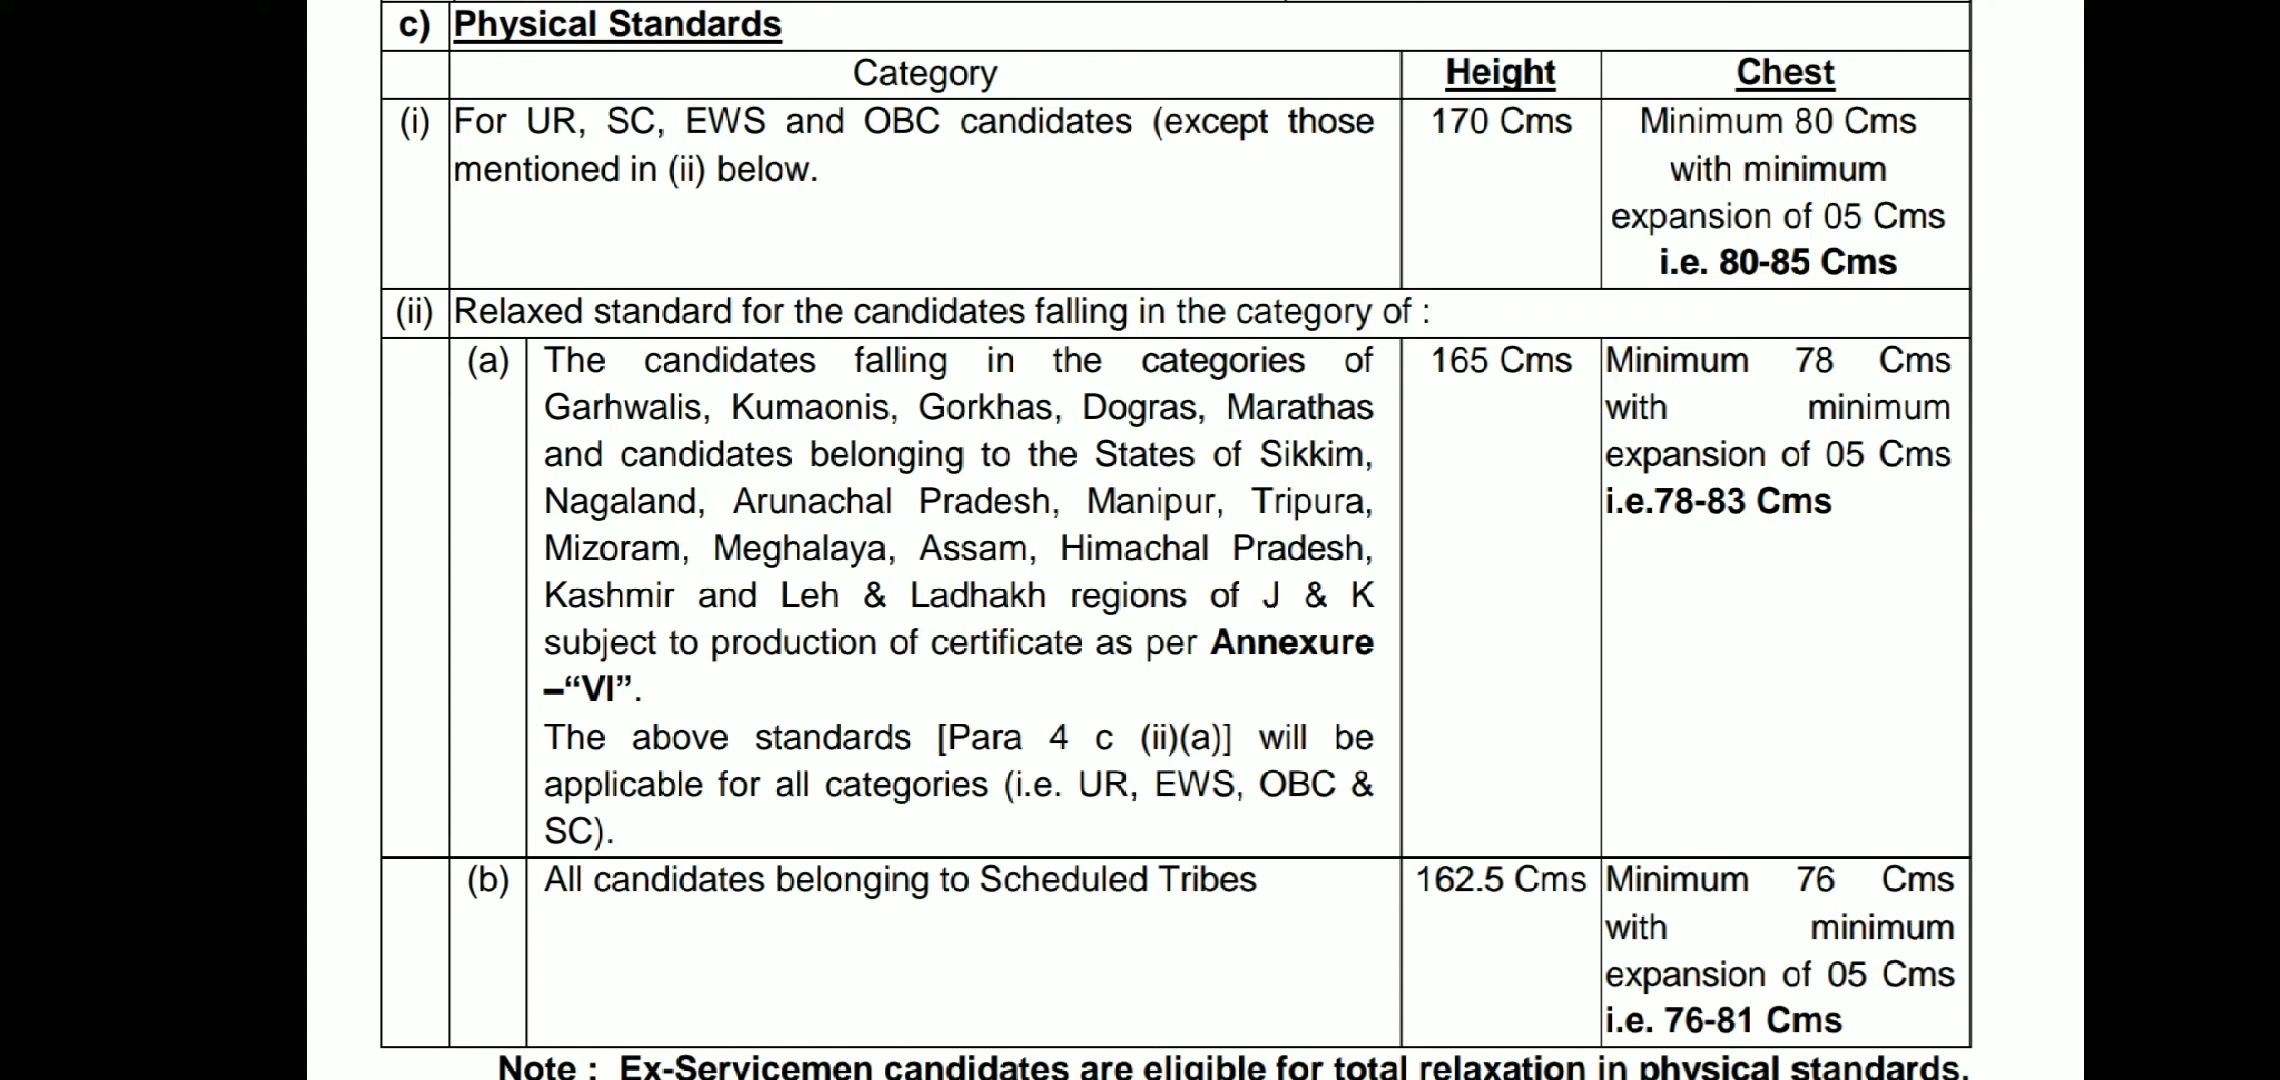 c) Physical Standards
Category Height Chest
(i) For UR, SC, EWS and OBC candidates (except those
mentioned in (ii) below.
170 Cms
Minimum 80 Cms
with minimum
expansion of 05 Cms
i.e. 80-85 Cms
(ii) Relaxed standard for the candidates falling in the category of :
(a) The candidates falling in the categories of
Garhwalis, Kumaonis, Gorkhas, Dogras, Marathas
and candidates belonging to the States of Sikkim,
Nagaland, Arunachal Pradesh, Manipur, Tripura,
Mizoram, Meghalaya, Assam, Himachal Pradesh,
Kashmir and Leh & Ladhakh regions of J & K
subject to production of certificate as per Annexure
–“VI”.
The above standards [Para 4 c (ii)(a)] will be
applicable for all categories (i.e. UR, EWS, OBC &
SC).
165 Cms
Minimum 78 Cms
with minimum
expansion of 05 Cms
i.e.78-83 Cms
(b) All candidates belonging to Scheduled Tribes
162.5 Cms
Minimum 76 Cms
with minimum
expansion of 05 Cms
i.e. 76-81 Cms
Note : Ex-Servicemen candidates are eligible for total relaxation in physical standards.